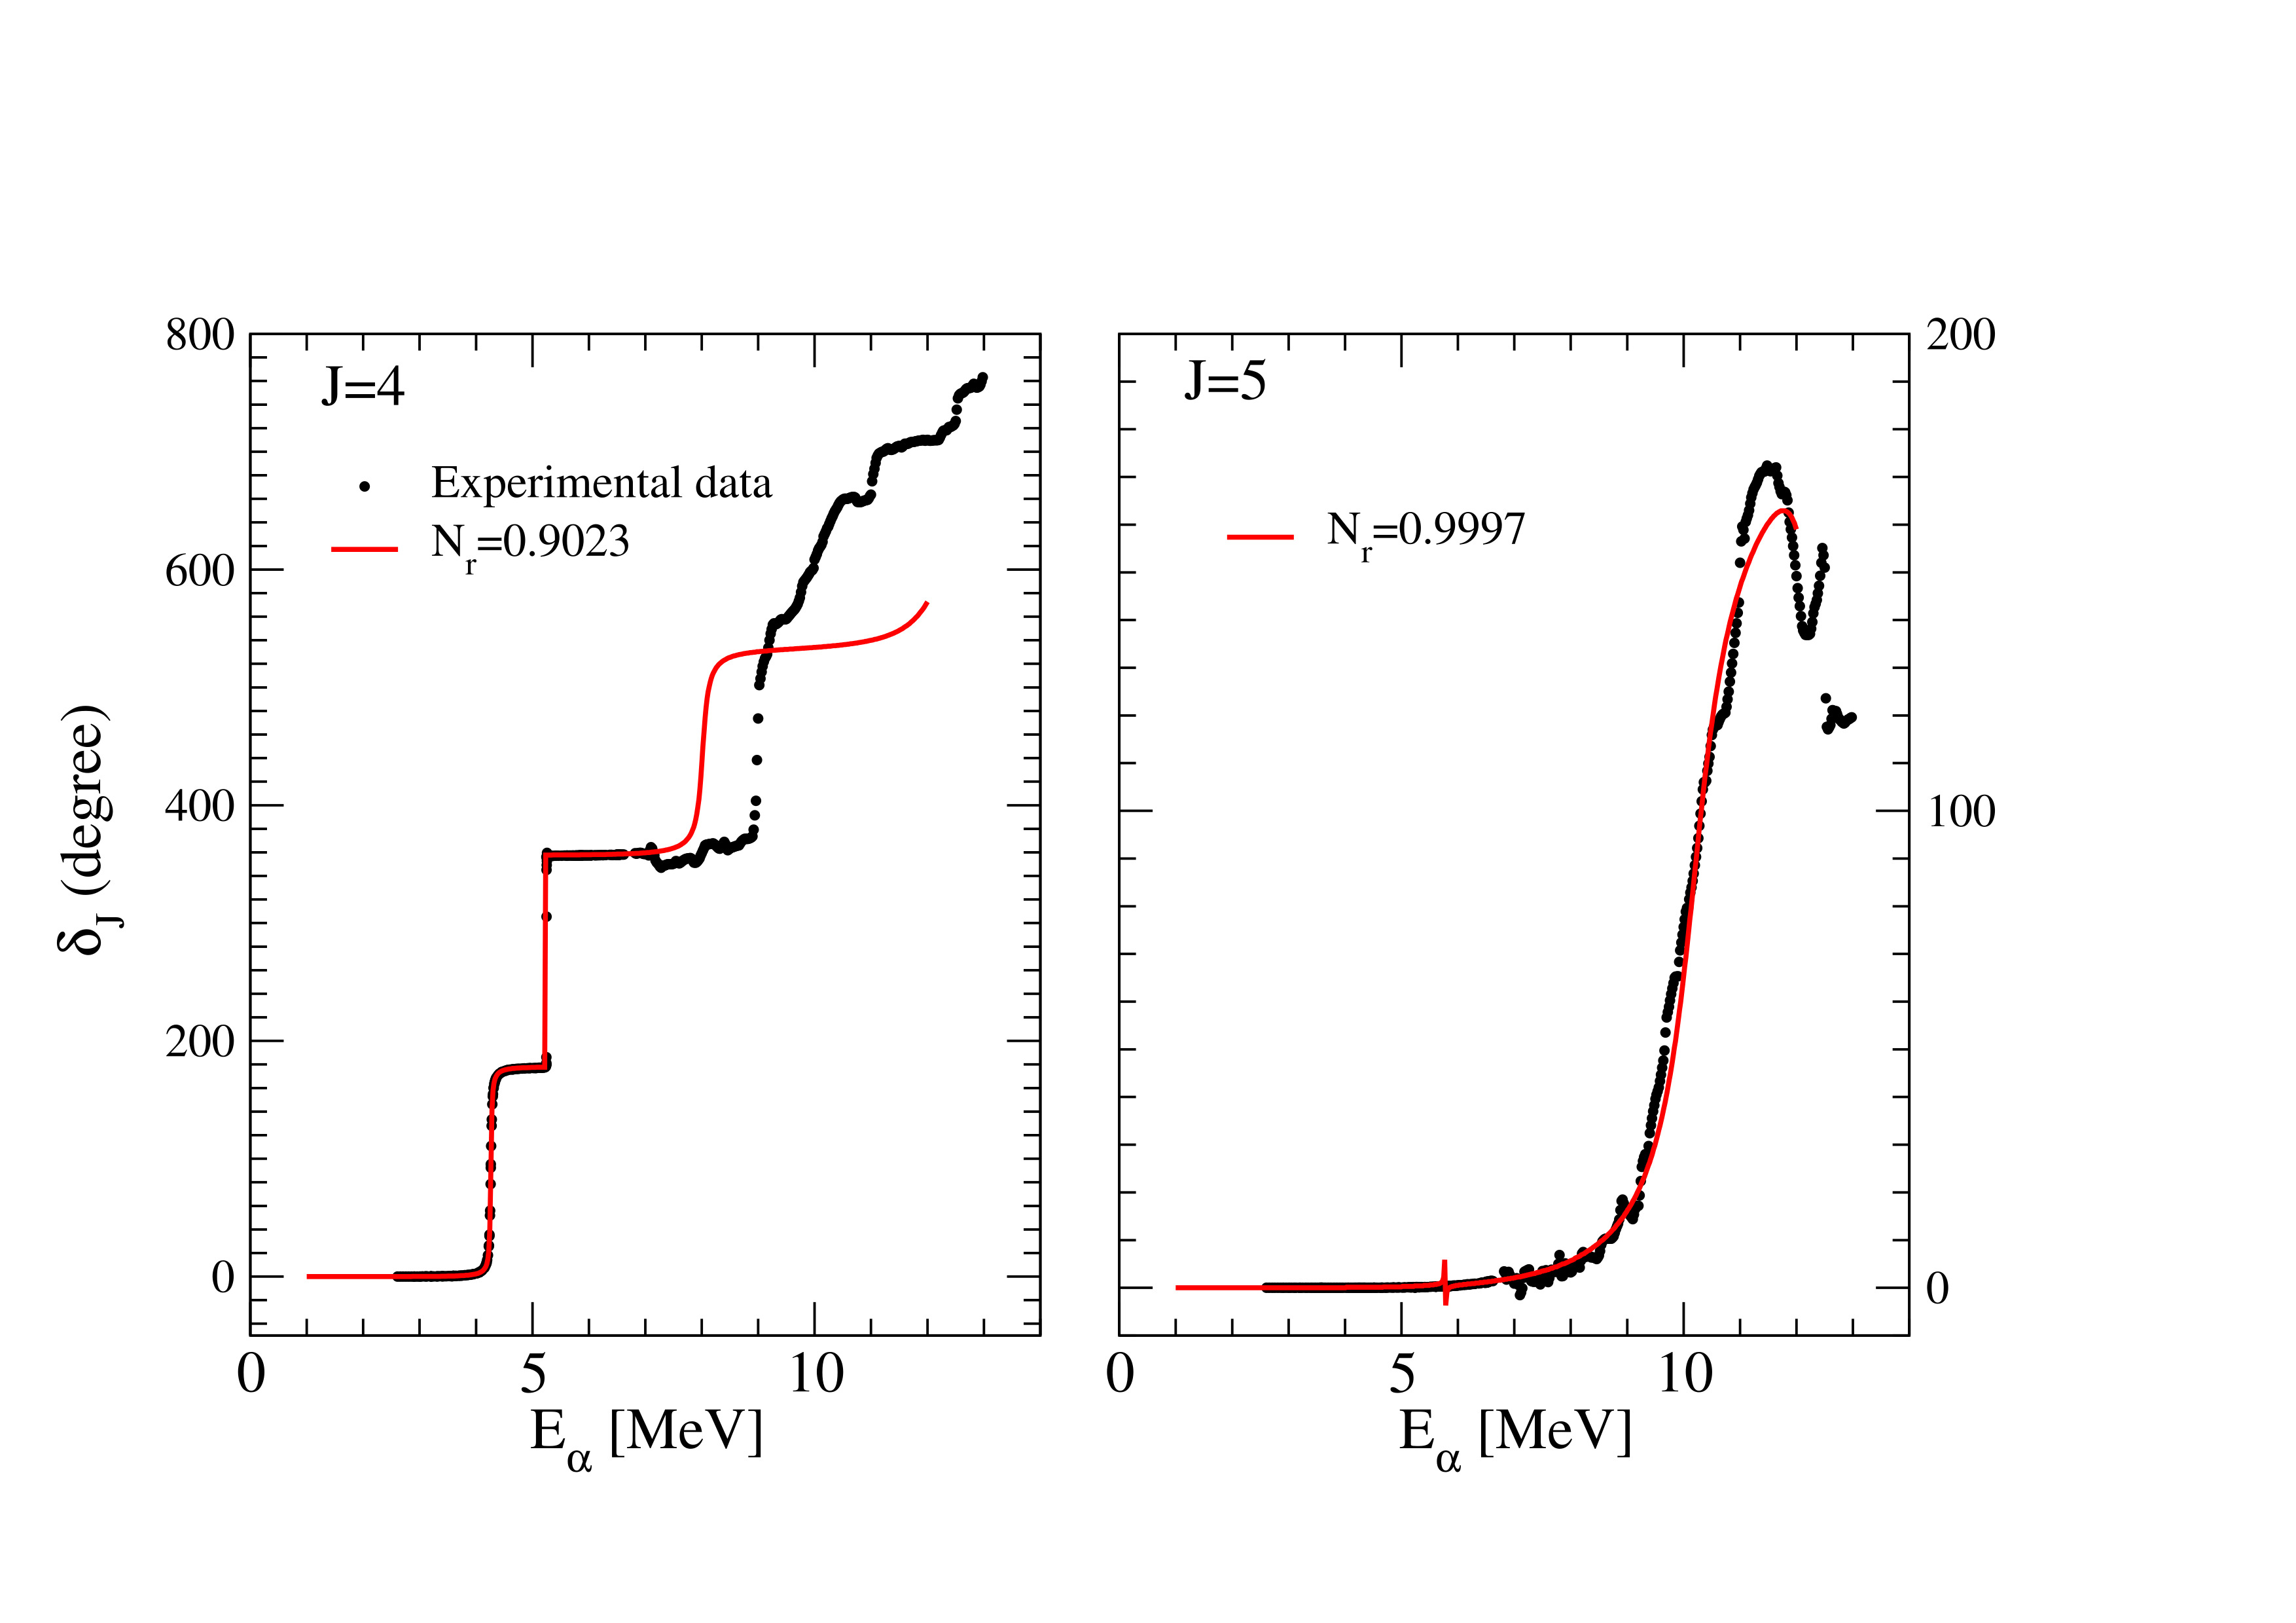 J=4
Experimental data
N_r=0.9023
800
600
400
200
0
δ_J (degree)
0 5 10
E_α [MeV]
J=5
N_r=0.9997
200
100
0
0 5 10
E_α [MeV]